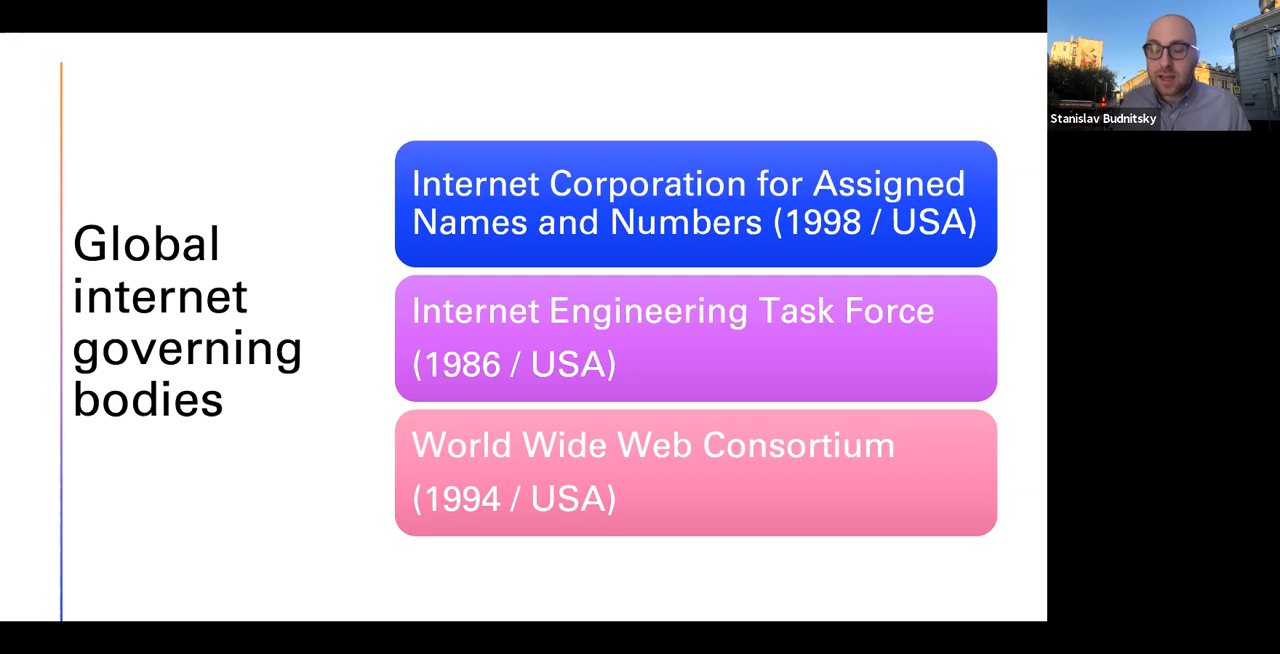 Global
internet
governing
bodies
Internet Corporation for Assigned
Names and Numbers (1998 / USA)
Internet Engineering Task Force
(1986 / USA)
World Wide Web Consortium
(1994 / USA)
Stanislav Budnitsky